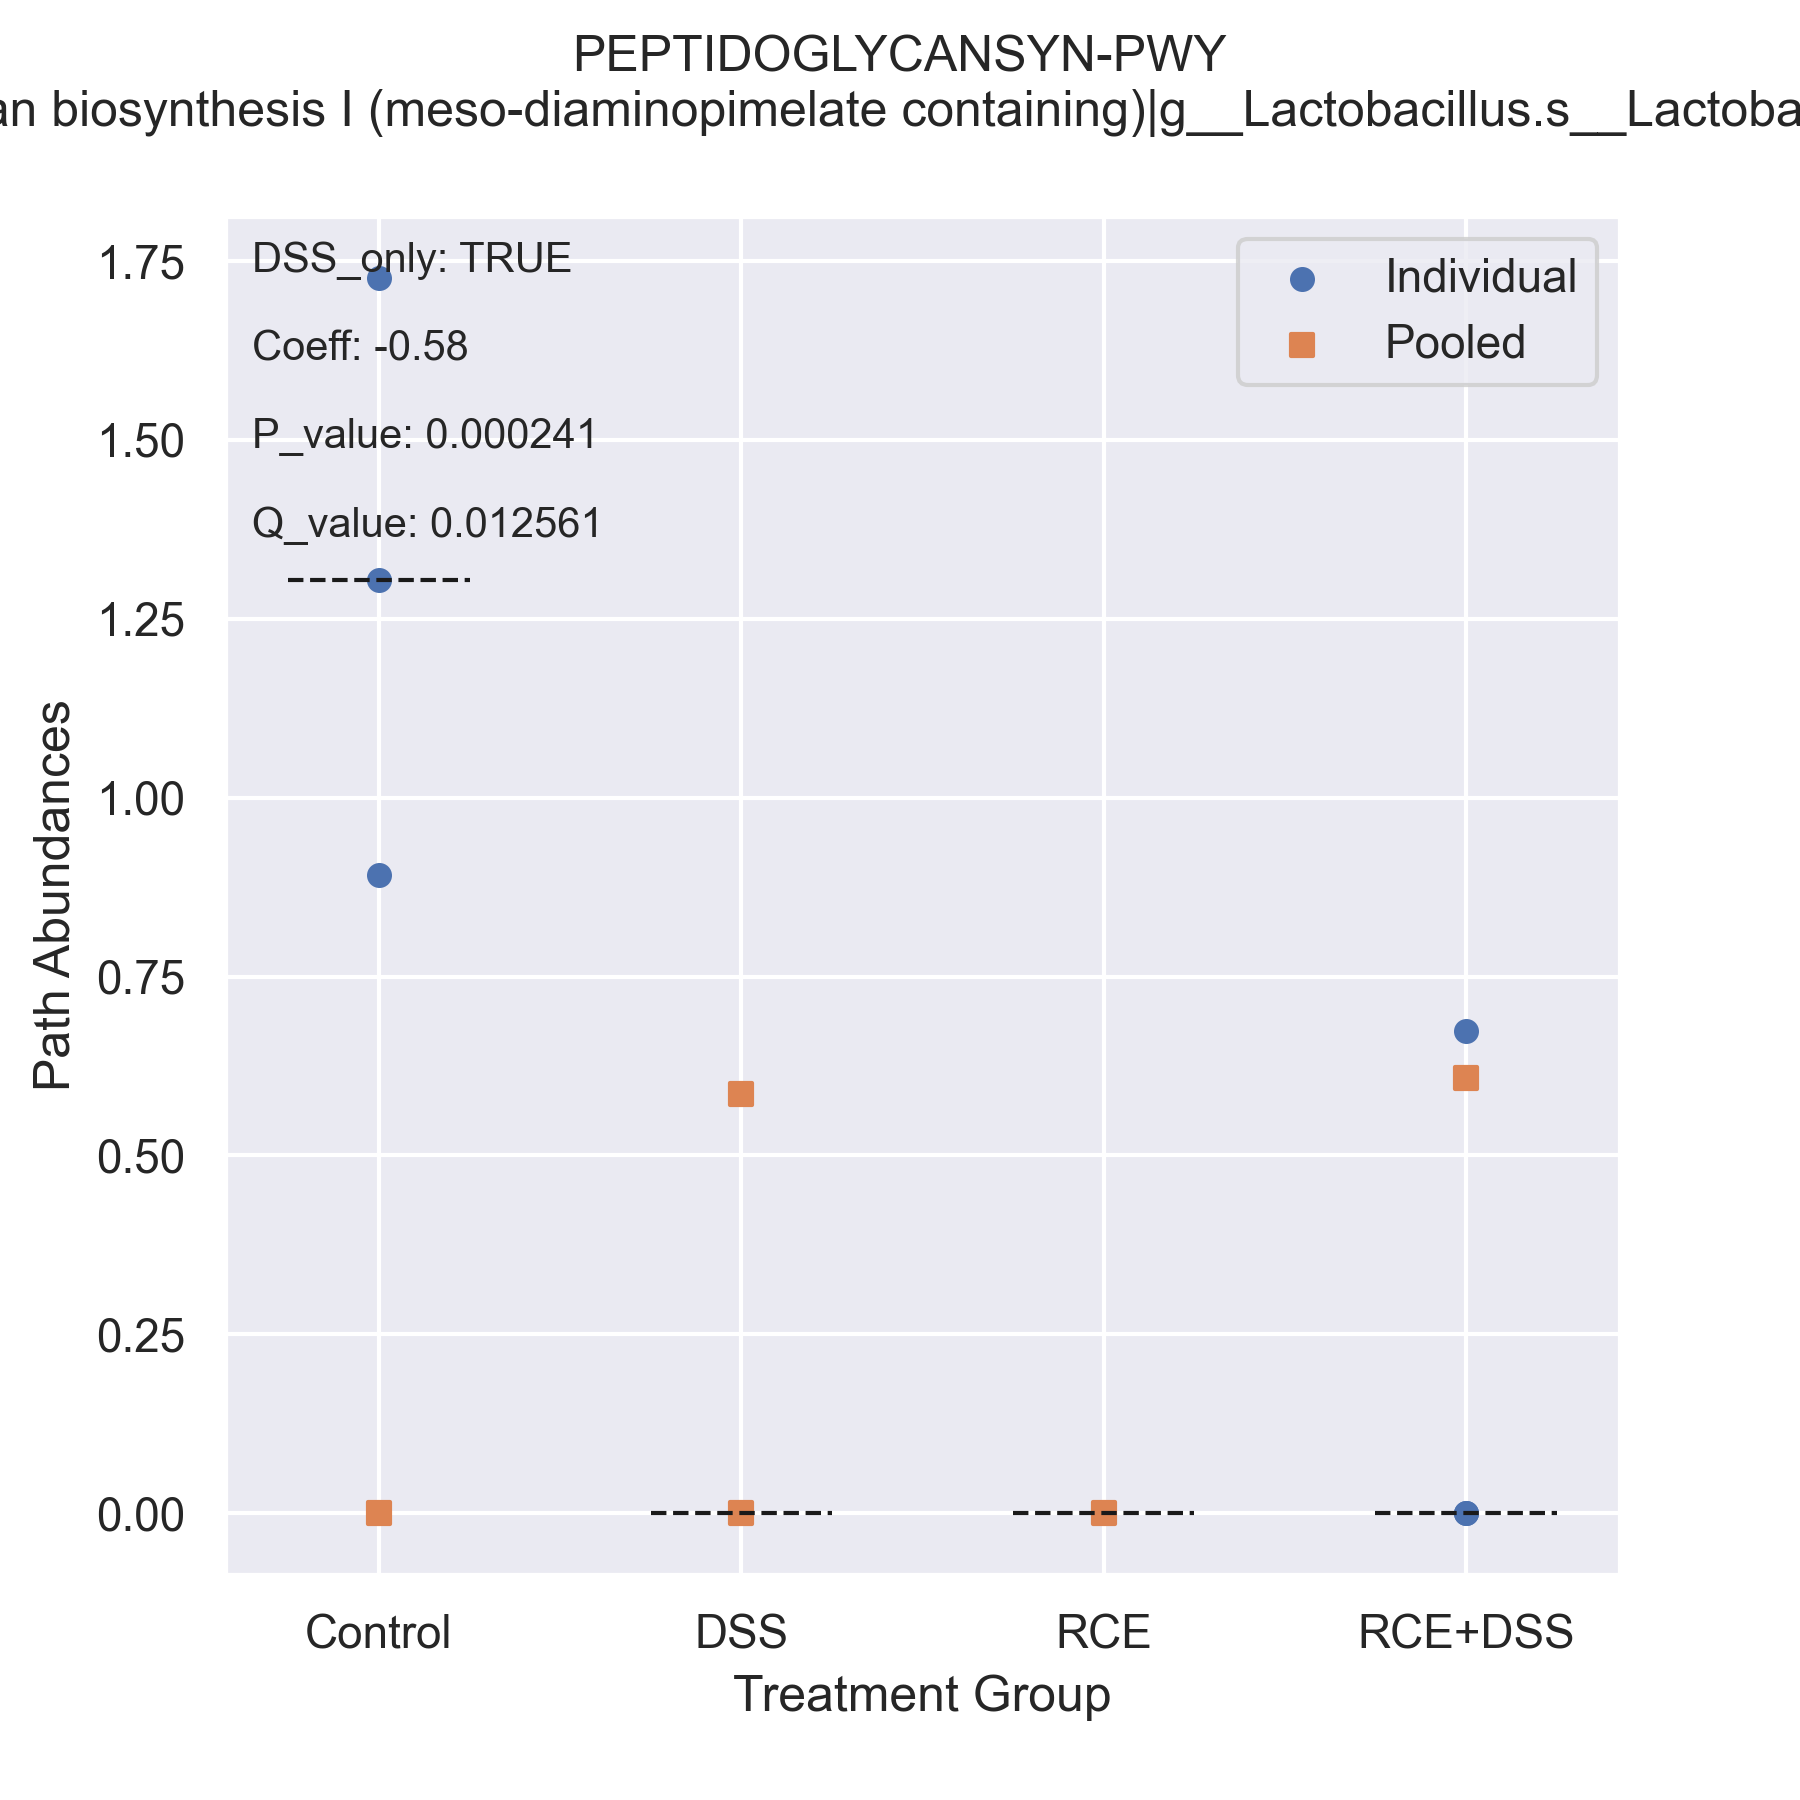 PEPTIDOGLYCANSYN-PWY
an biosynthesis I (meso-diaminopimelate containing)|g__Lactobacillus.s__Lactoba
DSS_only: TRUE
Coeff: -0.58
P_value: 0.000241
Q_value: 0.012561
Individual
Pooled
1.75
1.50
1.25
1.00
0.75
0.50
0.25
0.00
Path Abundances
Control DSS RCE RCE+DSS
Treatment Group